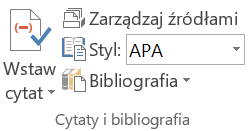 Wstaw
cytat
Zarządzaj źródłami
Styl: APA
Bibliografia
Cytaty i bibliografia